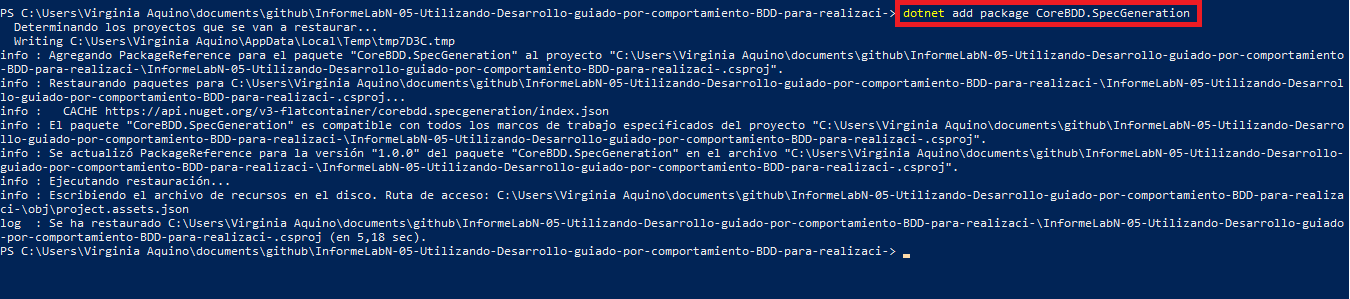 PS C:\Users\Virginia Aquino\documents\github\InformeLabN-05-Utilizando-Desarrollo-guiado-por-comportamiento-BDD-para-realizaci-> dotnet add package CoreBDD.SpecGeneration
  Determinando los proyectos que se van a restaurar...
  Writing C:\Users\Virginia Aquino\AppData\Local\Temp\tmp7D3C.tmp
info : Agregando PackageReference para el paquete "CoreBDD.SpecGeneration" al proyecto "C:\Users\Virginia Aquino\documents\github\InformeLabN-05-Utilizando-Desarrollo-guiado-por-comportamiento
-BDD-para-realizaci-\InformeLabN-05-Utilizando-Desarrollo-guiado-por-comportamiento-BDD-para-realizaci-.csproj".
info : Restaurando paquetes para C:\Users\Virginia Aquino\documents\github\InformeLabN-05-Utilizando-Desarrollo-guiado-por-comportamiento-BDD-para-realizaci-\InformeLabN-05-Utilizando-Desarrol
lo-guiado-por-comportamiento-BDD-para-realizaci-.csproj...
info :   CACHE https://api.nuget.org/v3-flatcontainer/corebdd.specgeneration/index.json
info : El paquete "CoreBDD.SpecGeneration" es compatible con todos los marcos de trabajo especificados del proyecto "C:\Users\Virginia Aquino\documents\github\InformeLabN-05-Utilizando-Desarro
llo-guiado-por-comportamiento-BDD-para-realizaci-\InformeLabN-05-Utilizando-Desarrollo-guiado-por-comportamiento-BDD-para-realizaci-.csproj".
info : Se actualizó PackageReference para la versión "1.0.0" del paquete "CoreBDD.SpecGeneration" en el archivo "C:\Users\Virginia Aquino\documents\github\InformeLabN-05-Utilizando-Desarrollo-
guiado-por-comportamiento-BDD-para-realizaci-\InformeLabN-05-Utilizando-Desarrollo-guiado-por-comportamiento-BDD-para-realizaci-.csproj".
info : Ejecutando restauración...
info : Escribiendo el archivo de recursos en el disco. Ruta de acceso: C:\Users\Virginia Aquino\documents\github\InformeLabN-05-Utilizando-Desarrollo-guiado-por-comportamiento-BDD-para-realiza
ci-\obj\project.assets.json
log  : Se ha restaurado C:\Users\Virginia Aquino\documents\github\InformeLabN-05-Utilizando-Desarrollo-guiado-por-comportamiento-BDD-para-realizaci-\InformeLabN-05-Utilizando-Desarrollo-guiado
-por-comportamiento-BDD-para-realizaci-.csproj (en 5,18 sec).
PS C:\Users\Virginia Aquino\documents\github\InformeLabN-05-Utilizando-Desarrollo-guiado-por-comportamiento-BDD-para-realizaci->